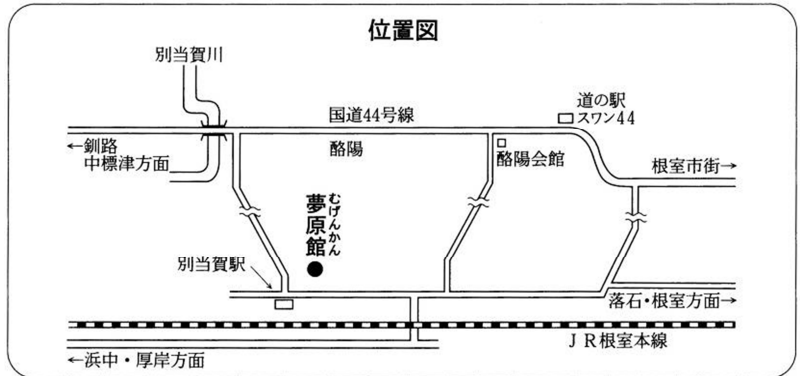 位置図
別当賀川
国道44号線
道の駅
スワン44
←釧路
中標津方面
酪陽
酪陽会館
根室市街→
むげんかん
夢原館
別当賀駅
落石・根室方面→
JR根室本線
←浜中・厚岸方面